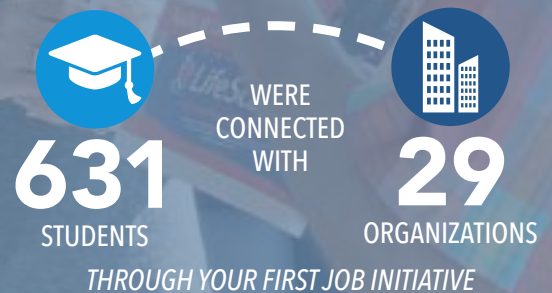 WERE
CONNECTED
WITH
631
STUDENTS
29
ORGANIZATIONS
THROUGH YOUR FIRST JOB INITIATIVE